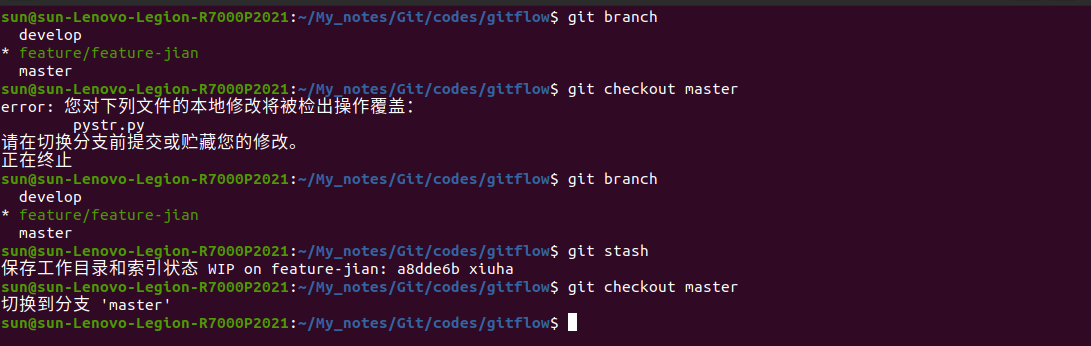 sun@sun-Lenovo-Legion-R7000P2021:~/My_notes/Git/codes/gitflow$ git branch
  develop
* feature/feature-jian
  master
sun@sun-Lenovo-Legion-R7000P2021:~/My_notes/Git/codes/gitflow$ git checkout master
error: 您对下列文件的本地修改将被检出操作覆盖：
        pystr.py
请在切换分支前提交或贮藏您的修改。
正在终止
sun@sun-Lenovo-Legion-R7000P2021:~/My_notes/Git/codes/gitflow$ git branch
  develop
* feature/feature-jian
  master
sun@sun-Lenovo-Legion-R7000P2021:~/My_notes/Git/codes/gitflow$ git stash
保存工作目录和索引状态 WIP on feature-jian: a8dde6b xiuha
sun@sun-Lenovo-Legion-R7000P2021:~/My_notes/Git/codes/gitflow$ git checkout master
切换到分支 'master'
sun@sun-Lenovo-Legion-R7000P2021:~/My_notes/Git/codes/gitflow$